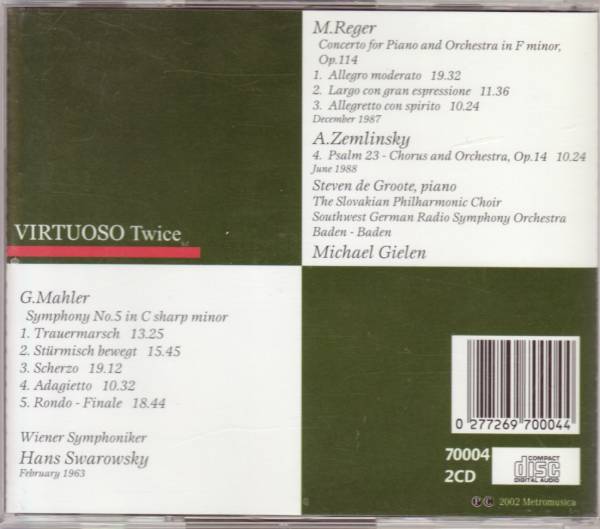 M.Reger
Concerto for Piano and Orchestra in F minor,
Op.114
1. Allegro moderato 19.32
2. Largo con gran espressione 11.36
3. Allegretto con spirito 10.24
December 1987
A.Zemlinsky
4. Psalm 23 - Chorus and Orchestra, Op.14 10.24
June 1988
Steven de Groote, piano
The Slovakian Philharmonic Choir
Southwest German Radio Symphony Orchestra
Baden - Baden
Michael Gielen
VIRTUOSO Twice
G.Mahler
Symphony No.5 in C sharp minor
1. Trauermarsch 13.25
2. Stürmisch bewegt 15.45
3. Scherzo 19.12
4. Adagietto 10.32
5. Rondo - Finale 18.44
Wiener Symphoniker
Hans Swarowsky
February 1963
0 277269 700044
70004
2CD
COMPACT
disc
DIGITAL AUDIO
Ⓟ © 2002 Metromusica